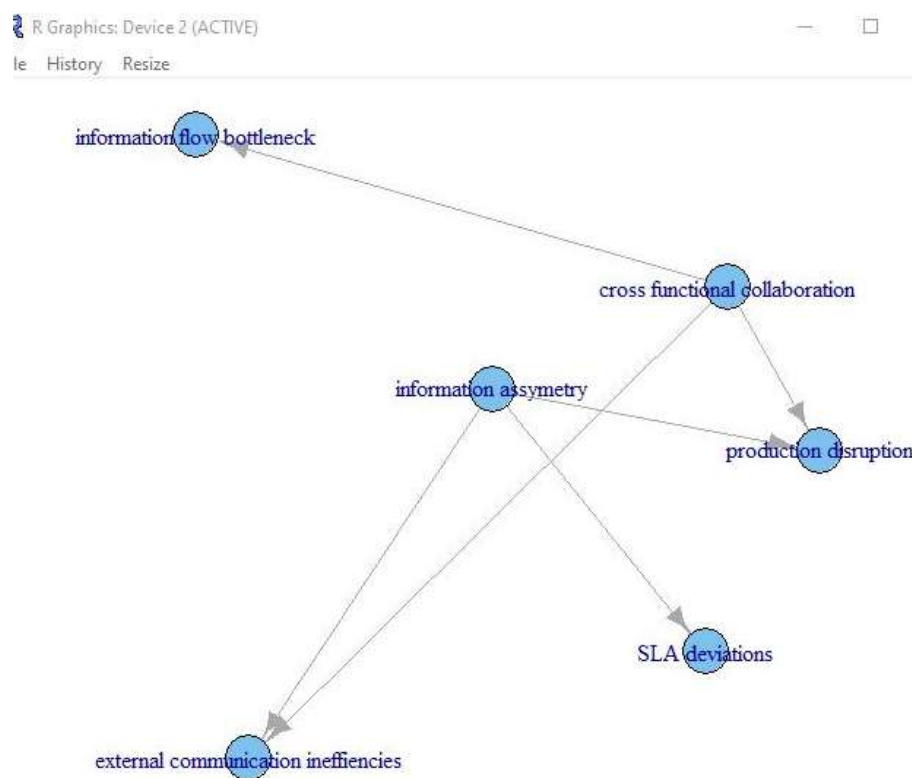 R Graphics: Device 2 (ACTIVE)
le History Resize
information flow bottleneck
cross functional collaboration
information assymetry
production disruption
SLA deviations
external communication ineffiencies